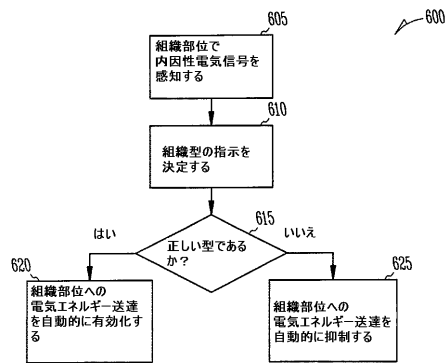 600
605
組織部位で
内因性電気信号を
感知する
610
組織型の指示を
決定する
615
正しい型である
か?
はい
いいえ
620
組織部位への
電気エネルギー送達
を自動的に有効化す
る
625
組織部位への
電気エネルギー送達を
自動的に抑制する